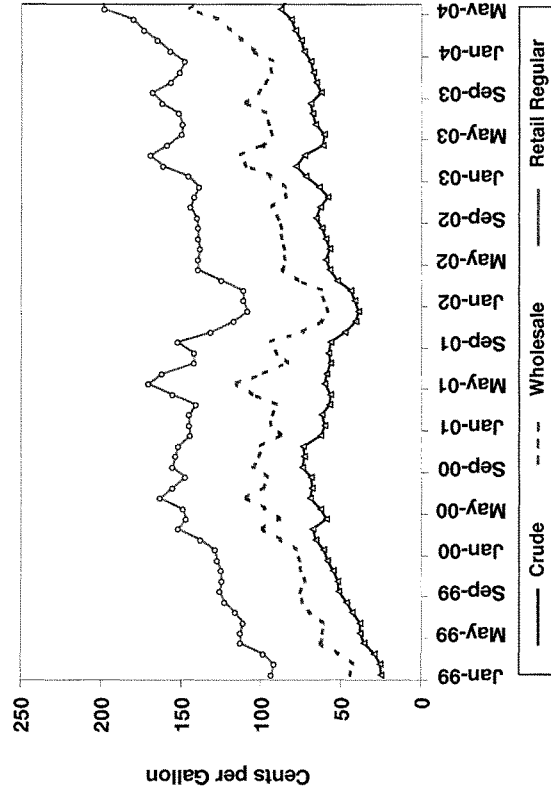 Cents per Gallon
250
200
150
100
50
0
Jan-99
May-99
Sep-99
Jan-00
May-00
Sep-00
Jan-01
May-01
Sep-01
Jan-02
May-02
Sep-02
Jan-03
May-03
Sep-03
Jan-04
May-04
Crude Wholesale Retail Regular